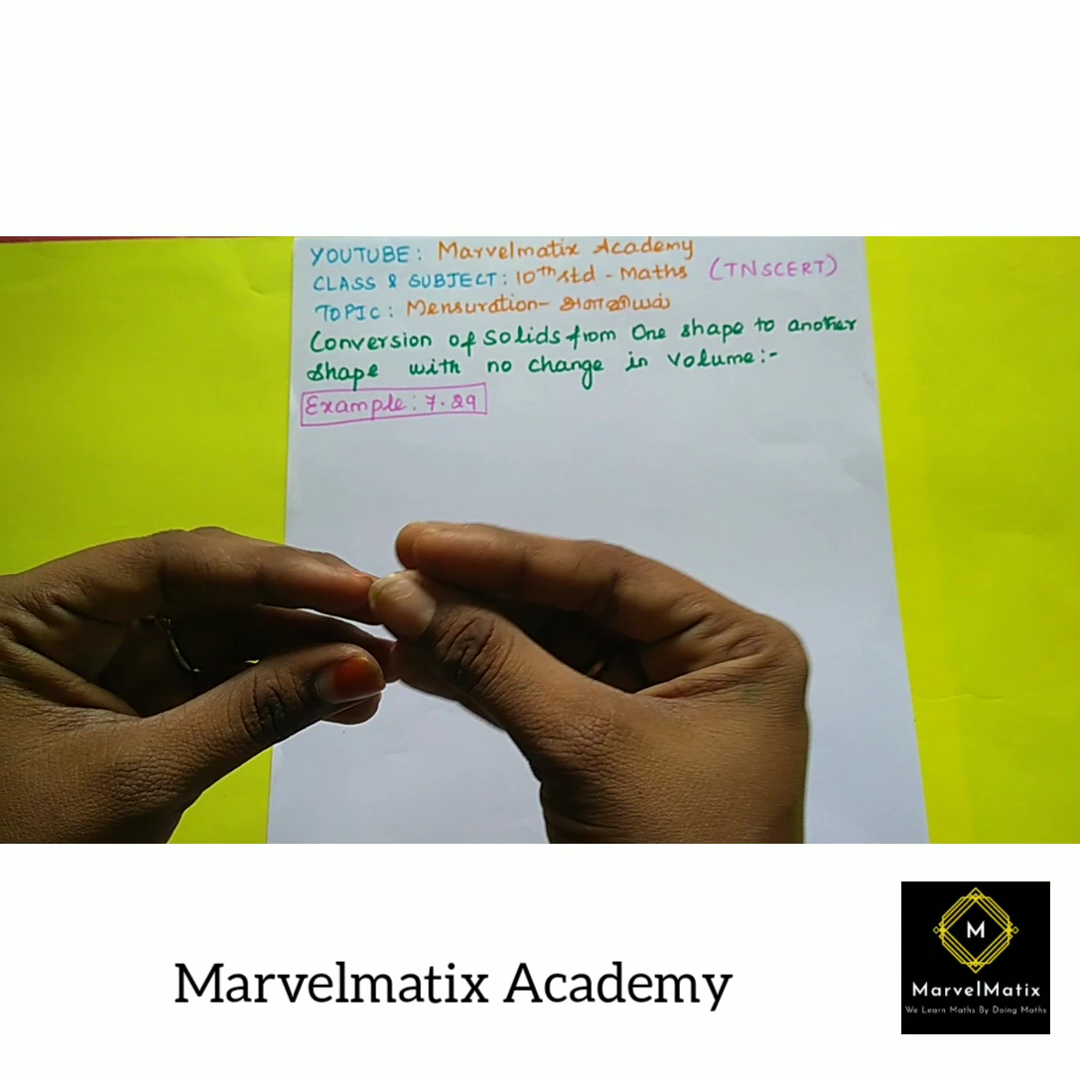 YOUTUBE: Marvelmatix Academy
CLASS & SUBJECT: 10th std - Maths (TNSCERT)
TOPIC: Mensuration- அளவியல்
Conversion of Solids from One shape to another
shape with no change in Volume:-
Example: 7.29
Marvelmatix Academy
M
MarvelMatix
We Learn Maths By Doing Maths